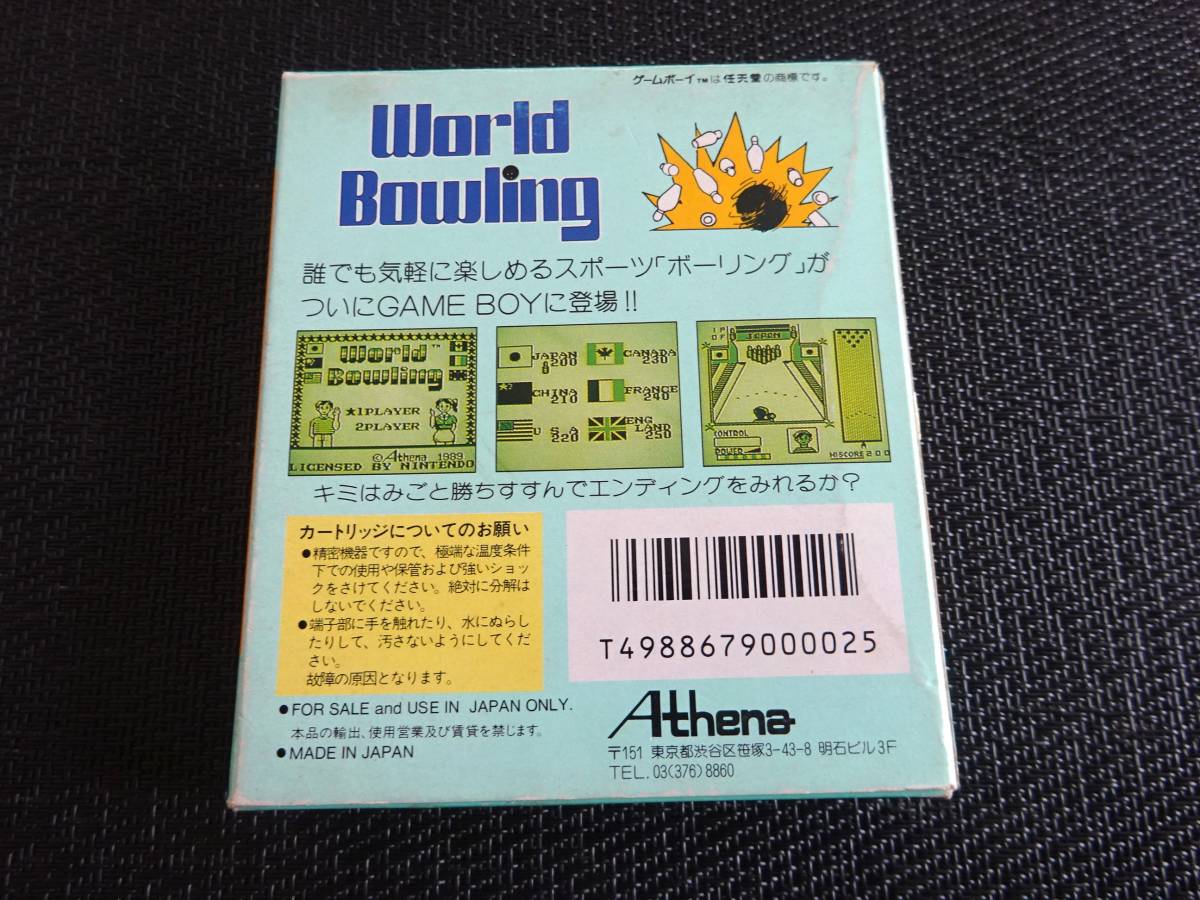 ゲームボーイ™は任天堂の商標です。
World
Bowling
誰でも気軽に楽しめるスポーツ「ボーリング」が
ついにGAME BOYに登場!!
World™
Bowling
★1PLAYER
2PLAYER
©Athena 1989
LICENSED BY NINTENDO
JAPAN
200
CANADA
230
CHINA
210
FRANCE
240
U S A
220
ENG
LAND
250
1P
0F
JAPAN
CONTROL
POWER
HISCORE200
キミはみごと勝ちすすんでエンディングをみれるか?
カートリッジについてのお願い
●精密機器ですので、極端な温度条件
下での使用や保管および強いショッ
クをさけてください。絶対に分解は
しないでください。
●端子部に手を触れたり、水にぬらし
たりして、汚さないようにしてくだ
さい。
故障の原因となります。
T4988679000025
●FOR SALE and USE IN JAPAN ONLY.
本品の輸出、使用営業及び賃貸を禁じます。
●MADE IN JAPAN
Athena
〒151 東京都渋谷区笹塚3-43-8 明石ビル3F
TEL. 03(376)8860